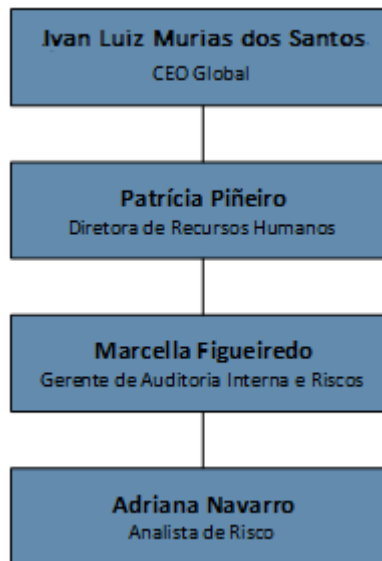 Ivan Luiz Murias dos Santos
CEO Global
Patrícia Piñeiro
Diretora de Recursos Humanos
Marcella Figueiredo
Gerente de Auditoria Interna e Riscos
Adriana Navarro
Analista de Risco